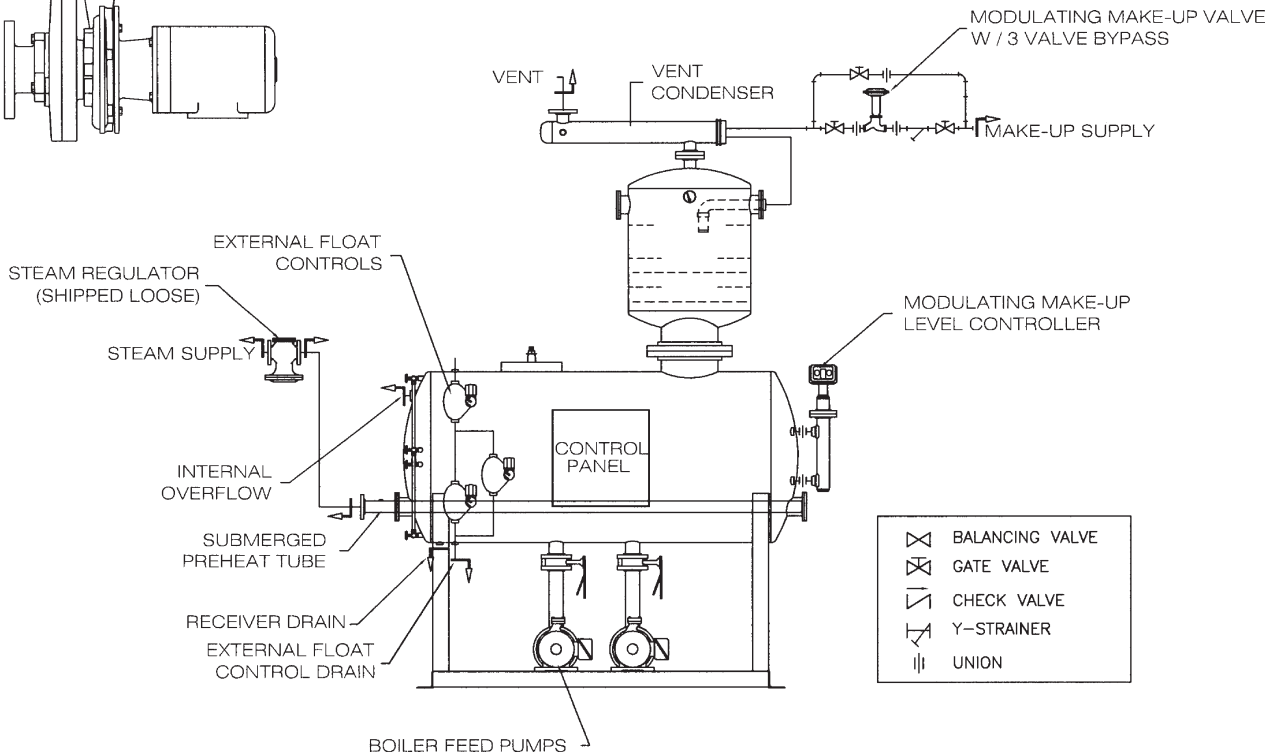 MODULATING MAKE-UP VALVE
W / 3 VALVE BYPASS
VENT
VENT
CONDENSER
MAKE-UP SUPPLY
EXTERNAL FLOAT
CONTROLS
STEAM REGULATOR
(SHIPPED LOOSE)
STEAM SUPPLY
MODULATING MAKE-UP
LEVEL CONTROLLER
CONTROL
PANEL
INTERNAL
OVERFLOW
SUBMERGED
PREHEAT TUBE
RECEIVER DRAIN
EXTERNAL FLOAT
CONTROL DRAIN
BOILER FEED PUMPS
BALANCING VALVE
GATE VALVE
CHECK VALVE
Y-STRAINER
UNION